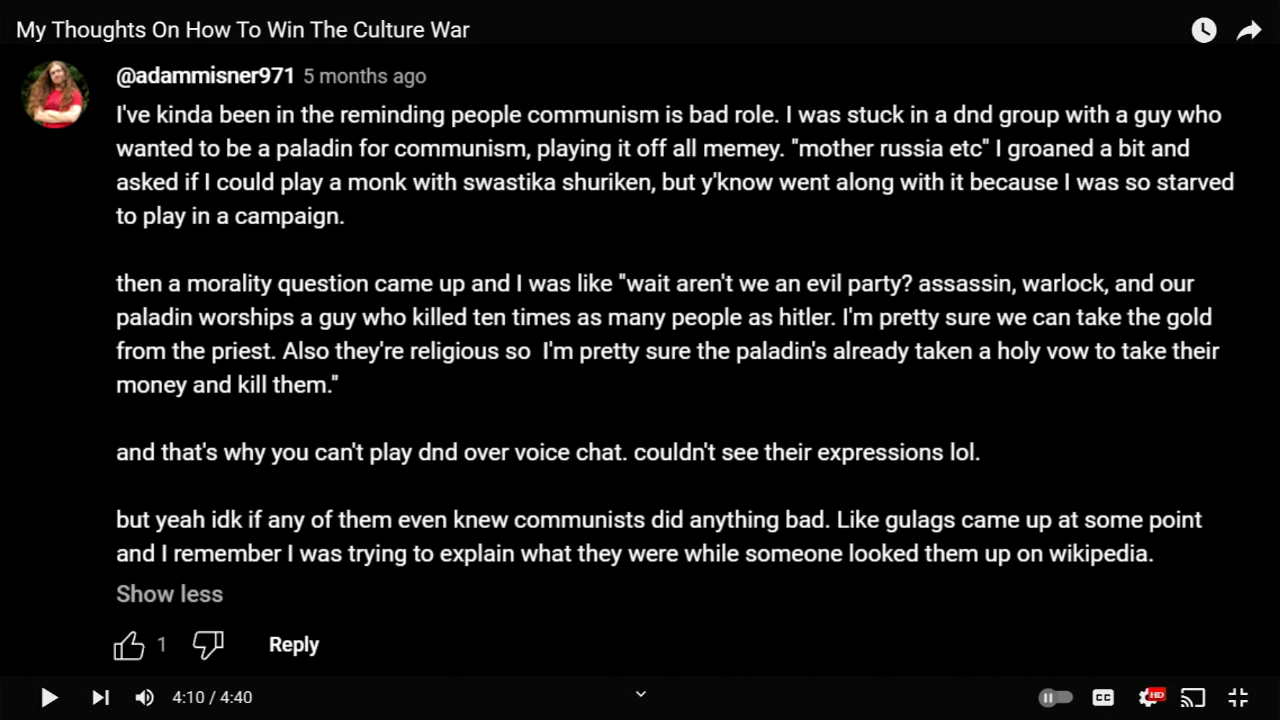 My Thoughts On How To Win The Culture War
@adammisner971 5 months ago
I've kinda been in the reminding people communism is bad role. I was stuck in a dnd group with a guy who
wanted to be a paladin for communism, playing it off all memey. "mother russia etc" I groaned a bit and
asked if I could play a monk with swastika shuriken, but y'know went along with it because I was so starved
to play in a campaign.
then a morality question came up and I was like "wait aren't we an evil party? assassin, warlock, and our
paladin worships a guy who killed ten times as many people as hitler. I'm pretty sure we can take the gold
from the priest. Also they're religious so  I'm pretty sure the paladin's already taken a holy vow to take their
money and kill them."
and that's why you can't play dnd over voice chat. couldn't see their expressions lol.
but yeah idk if any of them even knew communists did anything bad. Like gulags came up at some point
and I remember I was trying to explain what they were while someone looked them up on wikipedia.
Show less
1 Reply
4:10 / 4:40 CC HD